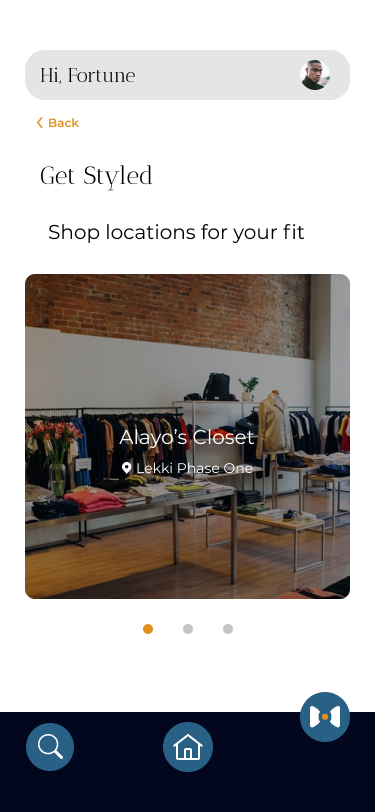 Hi, Fortune
Back
Get Styled
Shop locations for your fit
Alayo's Closet
Lekki Phase One